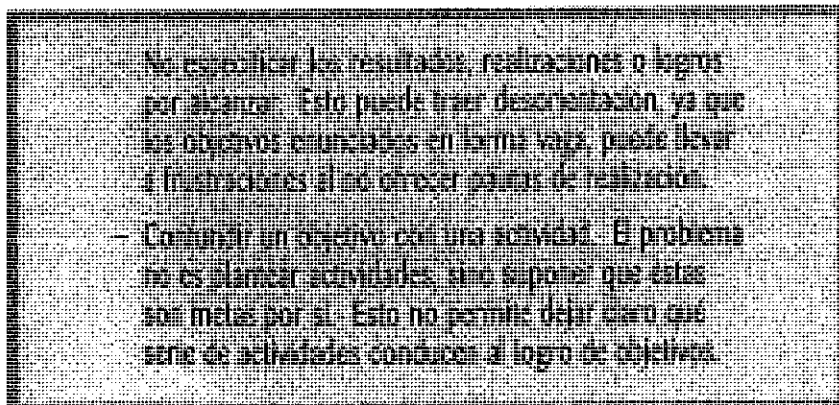 – No especificar los resultados, realizaciones o logros
por alcanzar. Esto puede traer desorientación, ya que
los objetivos enunciados en forma vaga, puede llevar
a frustraciones al no ofrecer pautas de realización.
– Confundir un objetivo con una actividad. El problema
no es plantear actividades, sino suponer que éstas
son metas por sí. Esto no permite dejar claro qué
serie de actividades conducen al logro de objetivos.